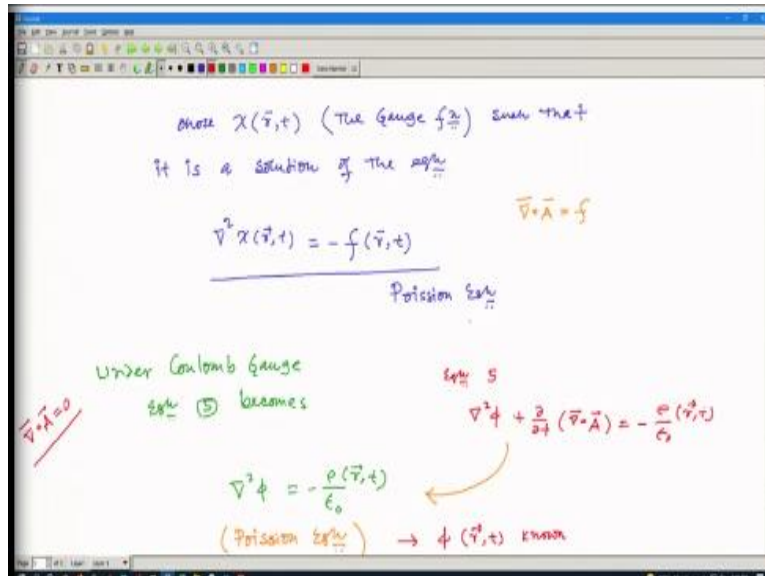 chose χ(r⃗,t) (The Gauge fⁿ) such that
it is a solution of the eqⁿ
∇⃗•A⃗ = f
∇²χ(r⃗,t) = -f(r⃗,t)
Poission Eqⁿ
Under Coulomb Gauge
Eqⁿ ⑤ becomes
∇⃗•A⃗=0
Eqⁿ 5
∇²ϕ + ∂/∂t (∇⃗•A⃗) = - ρ/ε₀ (r⃗,t)
∇²ϕ = - ρ(r⃗,t)/ε₀
(Poission Eqⁿ) → ϕ(r⃗,t) known